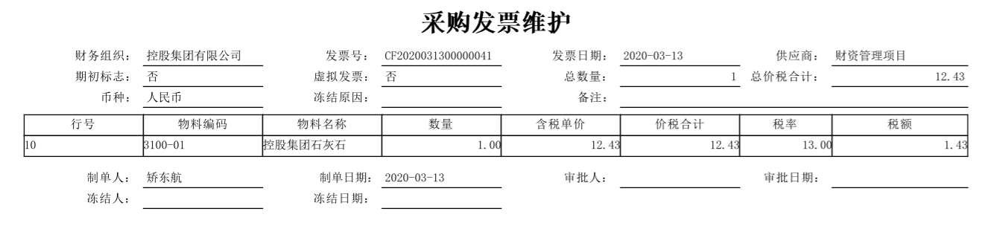 采购发票维护
财务组织： 控股集团有限公司 发票号： CF2020031300000041 发票日期： 2020-03-13 供应商： 财资管理项目
期初标志： 否 虚拟发票： 否 总数量： 1 总价税合计： 12.43
币种： 人民币 冻结原因： 备注：
行号 物料编码 物料名称 数量 含税单价 价税合计 税率 税额
10 3100-01 控股集团石灰石 1.00 12.43 12.43 13.00 1.43
制单人： 矫东航 制单日期： 2020-03-13 审批人： 审批日期：
冻结人： 冻结日期：